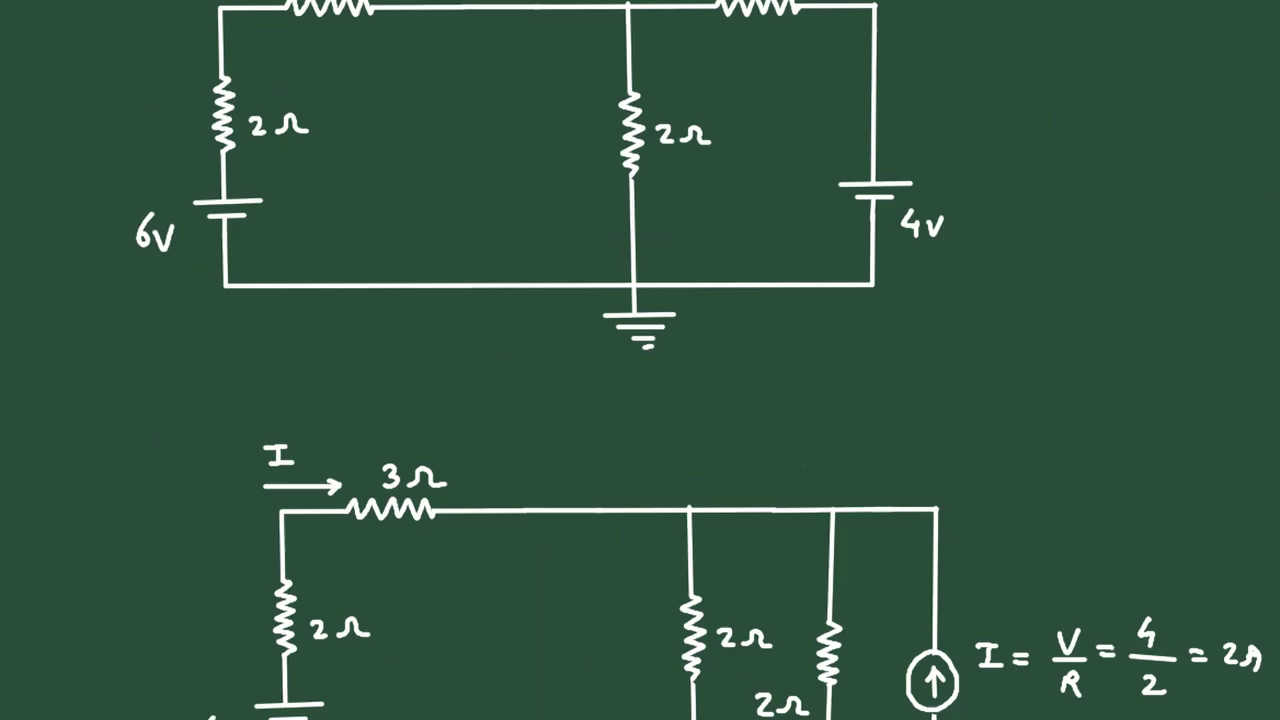 2Ω
2Ω
6V
4V
I
3Ω
2Ω
2Ω
I = V/R = 4/2 = 2A
2Ω